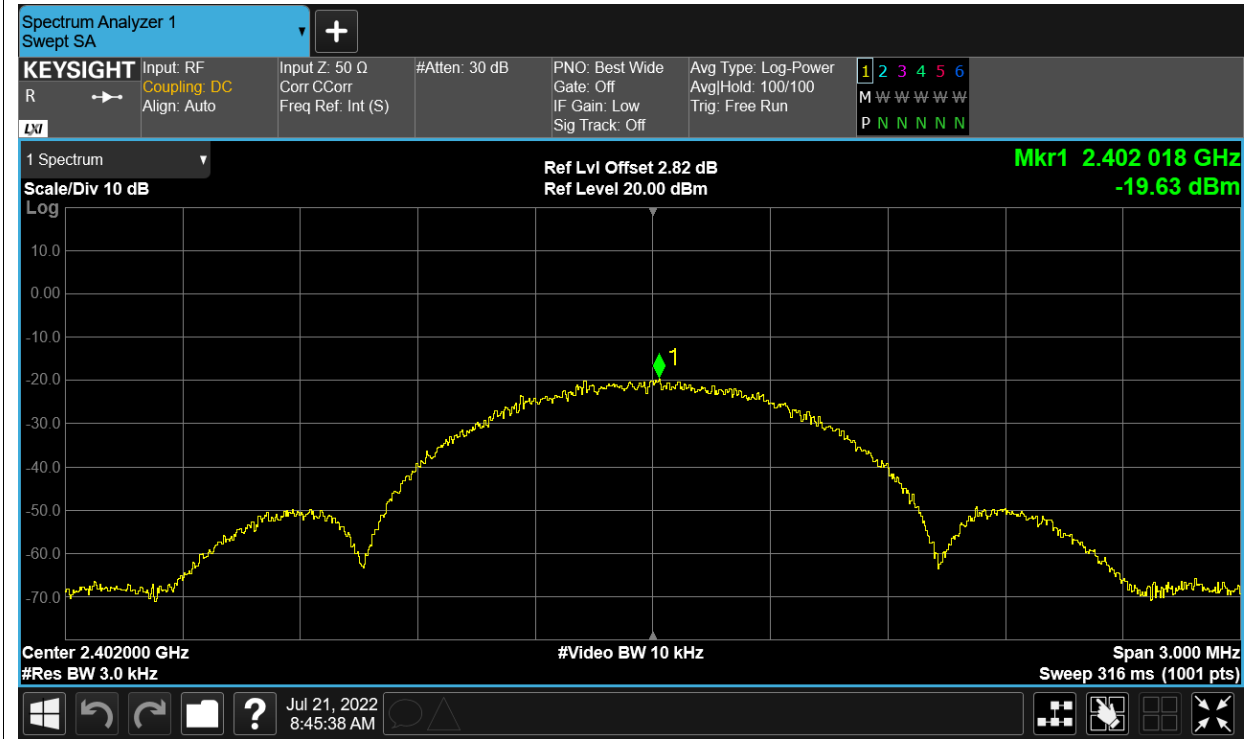 Spectrum Analyzer 1
Swept SA
KEYSIGHT
R
LXI
Input: RF
Coupling: DC
Align: Auto
Input Z: 50 Ω
Corr CCorr
Freq Ref: Int (S)
#Atten: 30 dB
PNO: Best Wide
Gate: Off
IF Gain: Low
Sig Track: Off
Avg Type: Log-Power
Avg|Hold: 100/100
Trig: Free Run
1 2 3 4 5 6
M W W W W W
P N N N N N
1 Spectrum
Scale/Div 10 dB
Log
Ref Lvl Offset 2.82 dB
Ref Level 20.00 dBm
Mkr1 2.402 018 GHz
-19.63 dBm
10.0
0.00
-10.0
1
-20.0
-30.0
-40.0
-50.0
-60.0
-70.0
Center 2.402000 GHz
#Video BW 10 kHz
Span 3.000 MHz
#Res BW 3.0 kHz
Sweep 316 ms (1001 pts)
?
Jul 21, 2022
8:45:38 AM